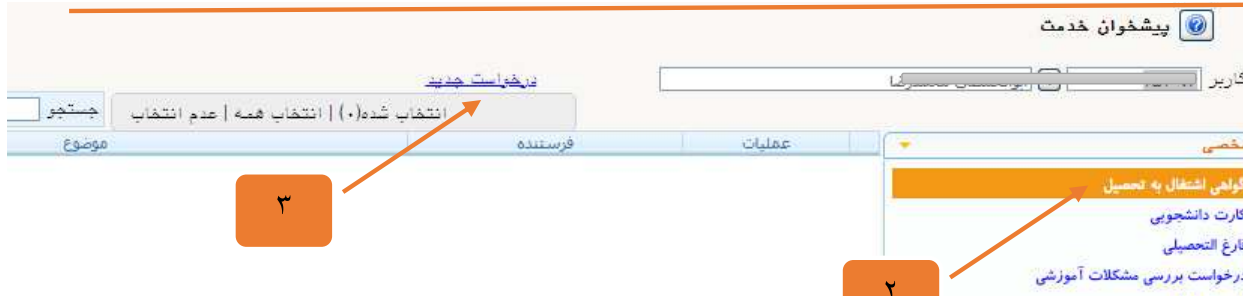 پیشخوان خدمت
کاربر
درخواست جدید
انتخاب شده(۰) | انتخاب همه | عدم انتخاب
جستجو
عملیات
فرستنده
موضوع
شخصی
گواهی اشتغال به تحصیل
کارت دانشجویی
فارغ التحصیلی
درخواست بررسی مشکلات آموزشی
۳
۲